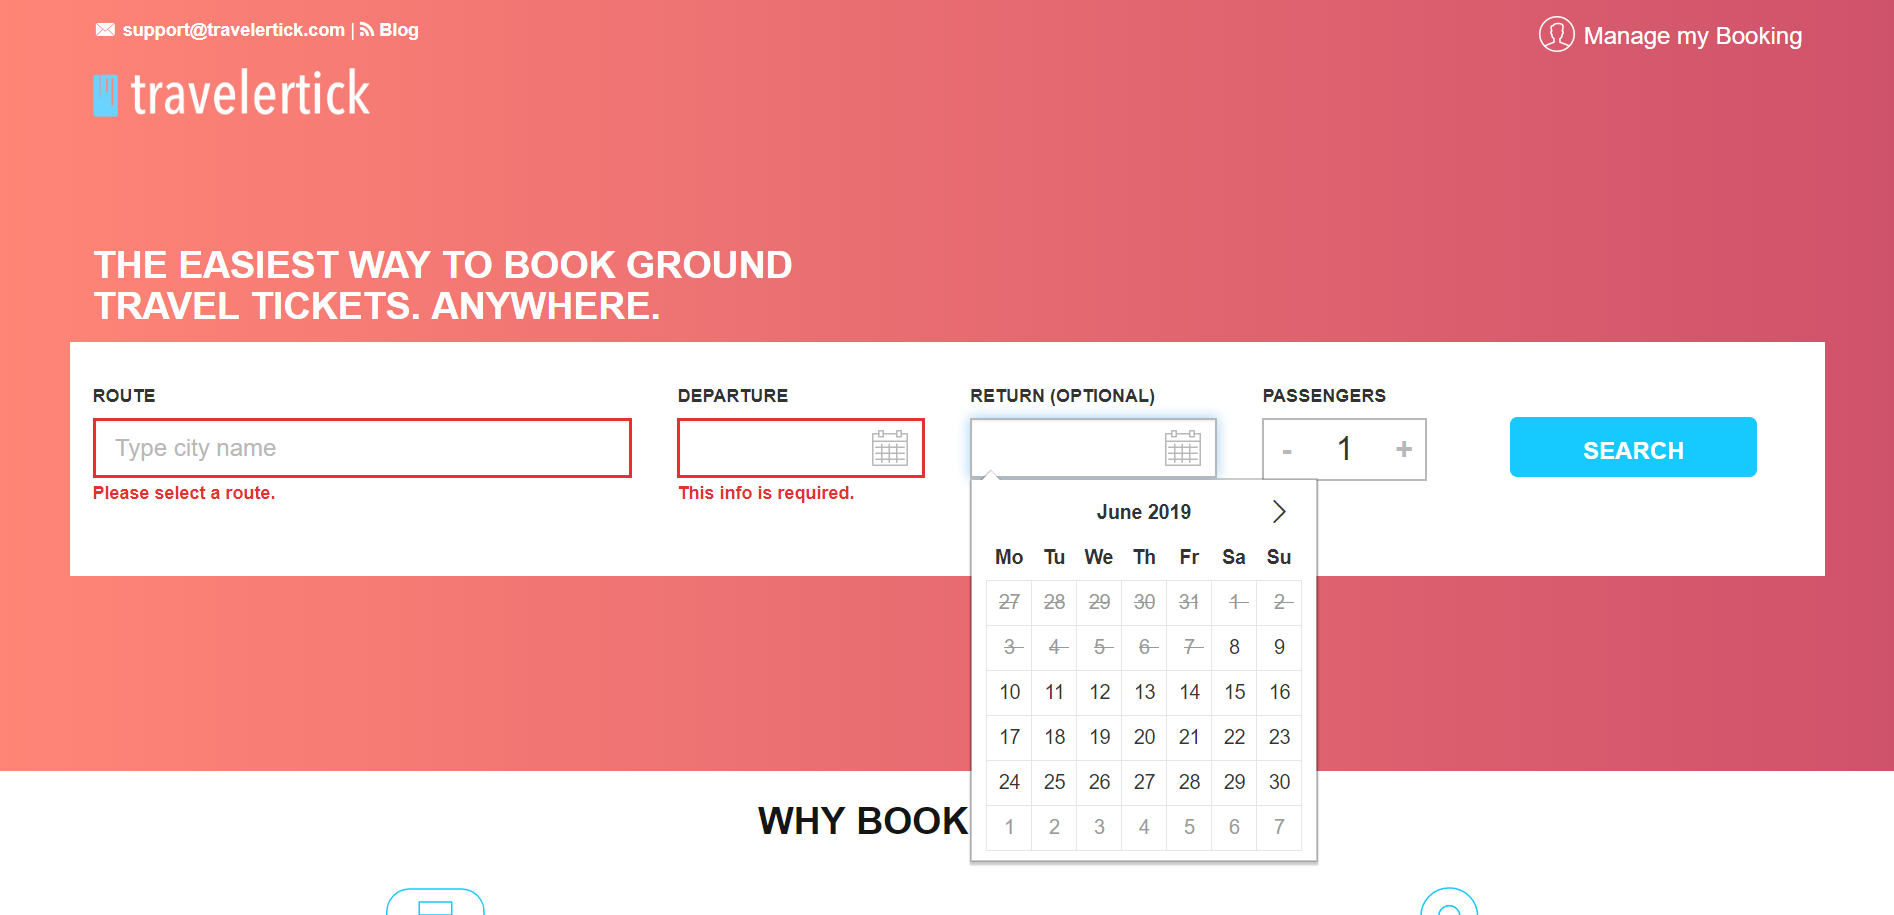 support@travelertick.com | Blog
Manage my Booking
travelertick
THE EASIEST WAY TO BOOK GROUND
TRAVEL TICKETS. ANYWHERE.
ROUTE
Type city name
Please select a route.
DEPARTURE
This info is required.
RETURN (OPTIONAL)
PASSENGERS
- 1 +
SEARCH
June 2019
Mo Tu We Th Fr Sa Su
27 28 29 30 31 1 2
3 4 5 6 7 8 9
10 11 12 13 14 15 16
17 18 19 20 21 22 23
24 25 26 27 28 29 30
1 2 3 4 5 6 7
WHY BOOK